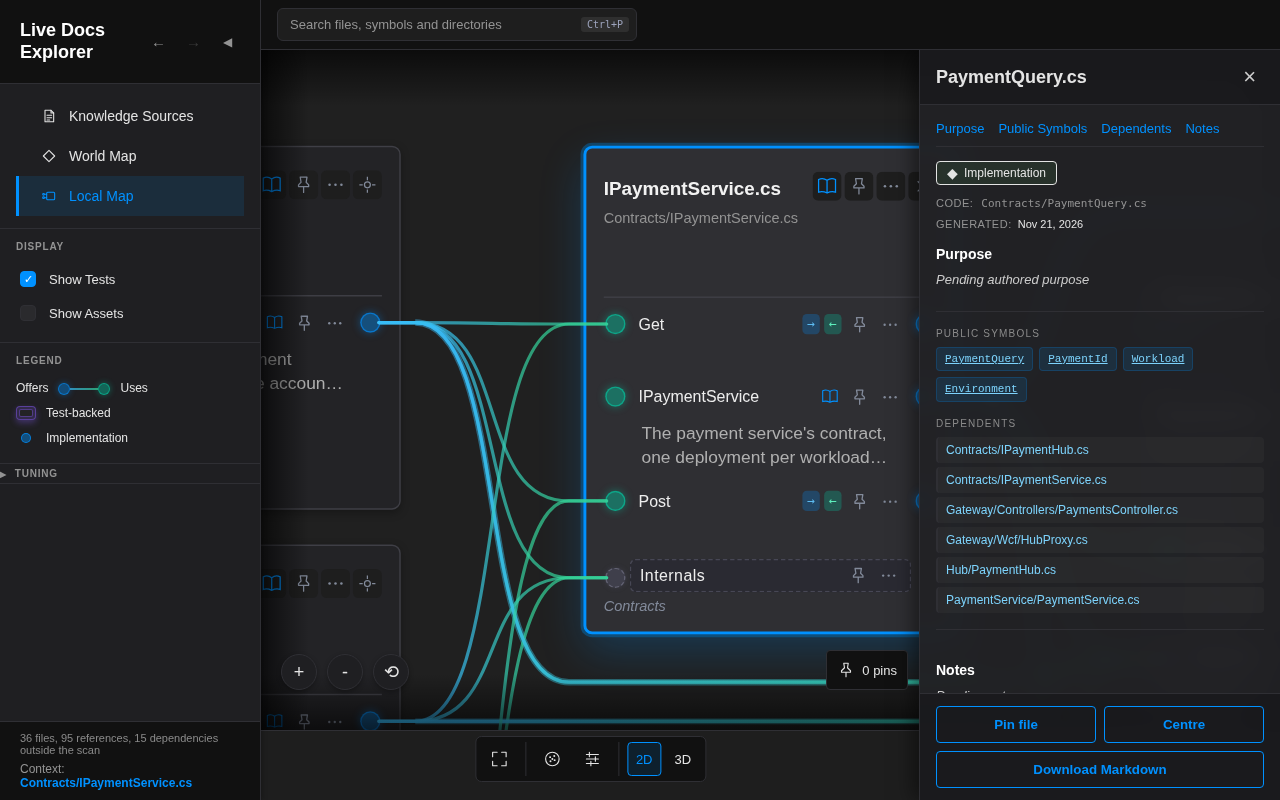 Live Docs
Explorer
Knowledge Sources
World Map
Local Map
DISPLAY
Show Tests
Show Assets
LEGEND
Offers
Uses
Test-backed
Implementation
TUNING
36 files, 95 references, 15 dependencies
outside the scan
Context:
Contracts/IPaymentService.cs
Search files, symbols and directories
Ctrl+P
accoun…
IPaymentService.cs
Contracts/IPaymentService.cs
Get
IPaymentService
The payment service's contract,
one deployment per workload…
Post
Internals
Contracts
+
-
0 pins
2D
3D
PaymentQuery.cs
Purpose
Public Symbols
Dependents
Notes
Implementation
CODE: Contracts/PaymentQuery.cs
GENERATED: Nov 21, 2026
Purpose
Pending authored purpose
PUBLIC SYMBOLS
PaymentQuery
PaymentId
Workload
Environment
DEPENDENTS
Contracts/IPaymentHub.cs
Contracts/IPaymentService.cs
Gateway/Controllers/PaymentsController.cs
Gateway/Wcf/HubProxy.cs
Hub/PaymentHub.cs
PaymentService/PaymentService.cs
Notes
Pin file
Centre
Download Markdown